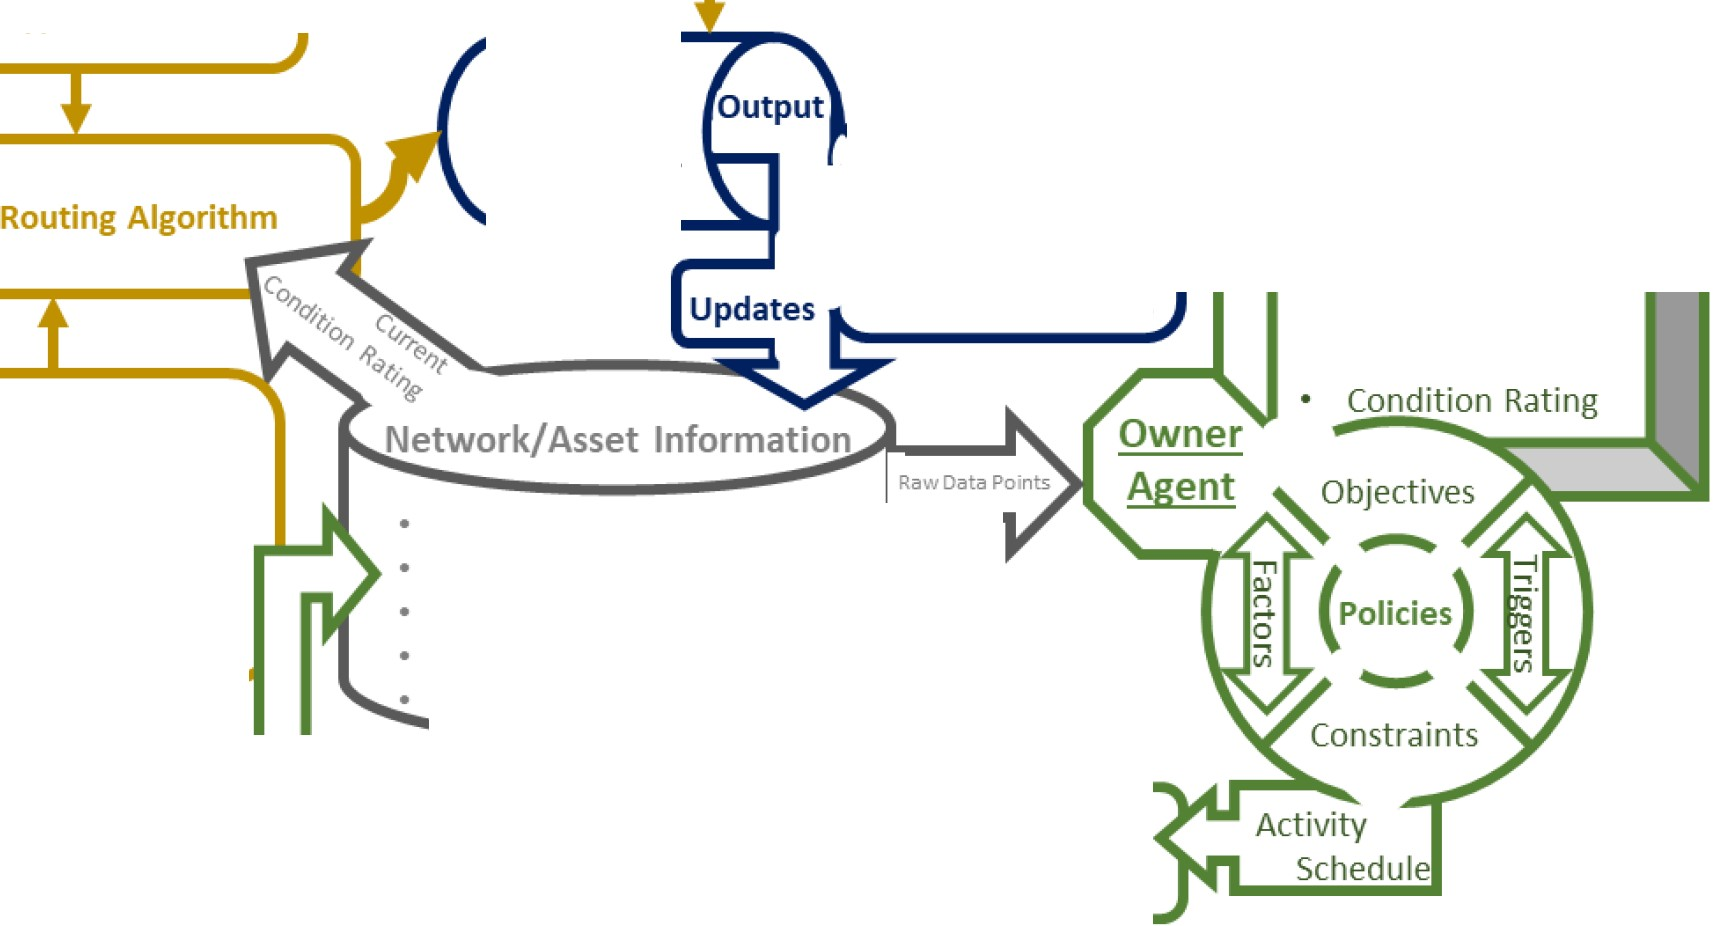 Output
Routing Algorithm
Updates
Current
Condition Rating
Network/Asset Information
Raw Data Points
• Condition Rating
Owner
Agent
Objectives
Factors
Policies
Triggers
Constraints
Activity
Schedule